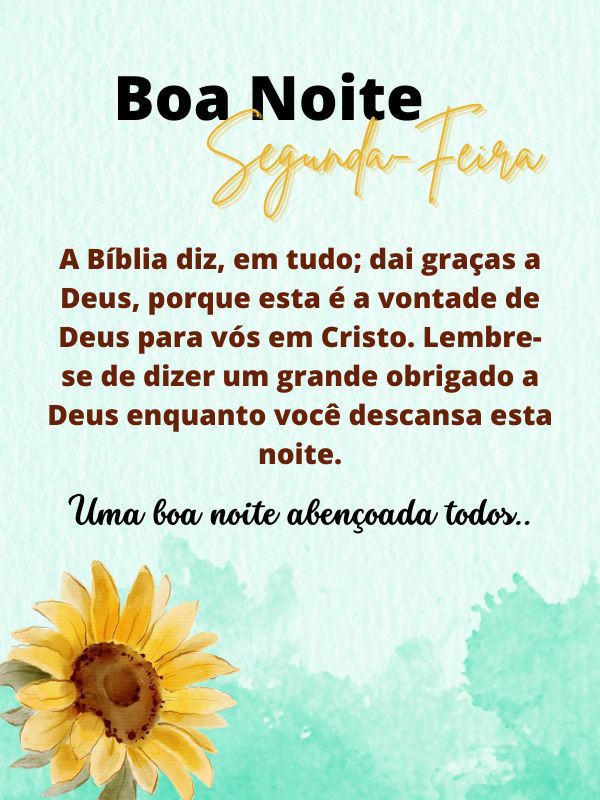 Boa Noite
Segunda-Feira
A Bíblia diz, em tudo; dai graças a
Deus, porque esta é a vontade de
Deus para vós em Cristo. Lembre-
se de dizer um grande obrigado a
Deus enquanto você descansa esta
noite.
Uma boa noite abençoada todos..